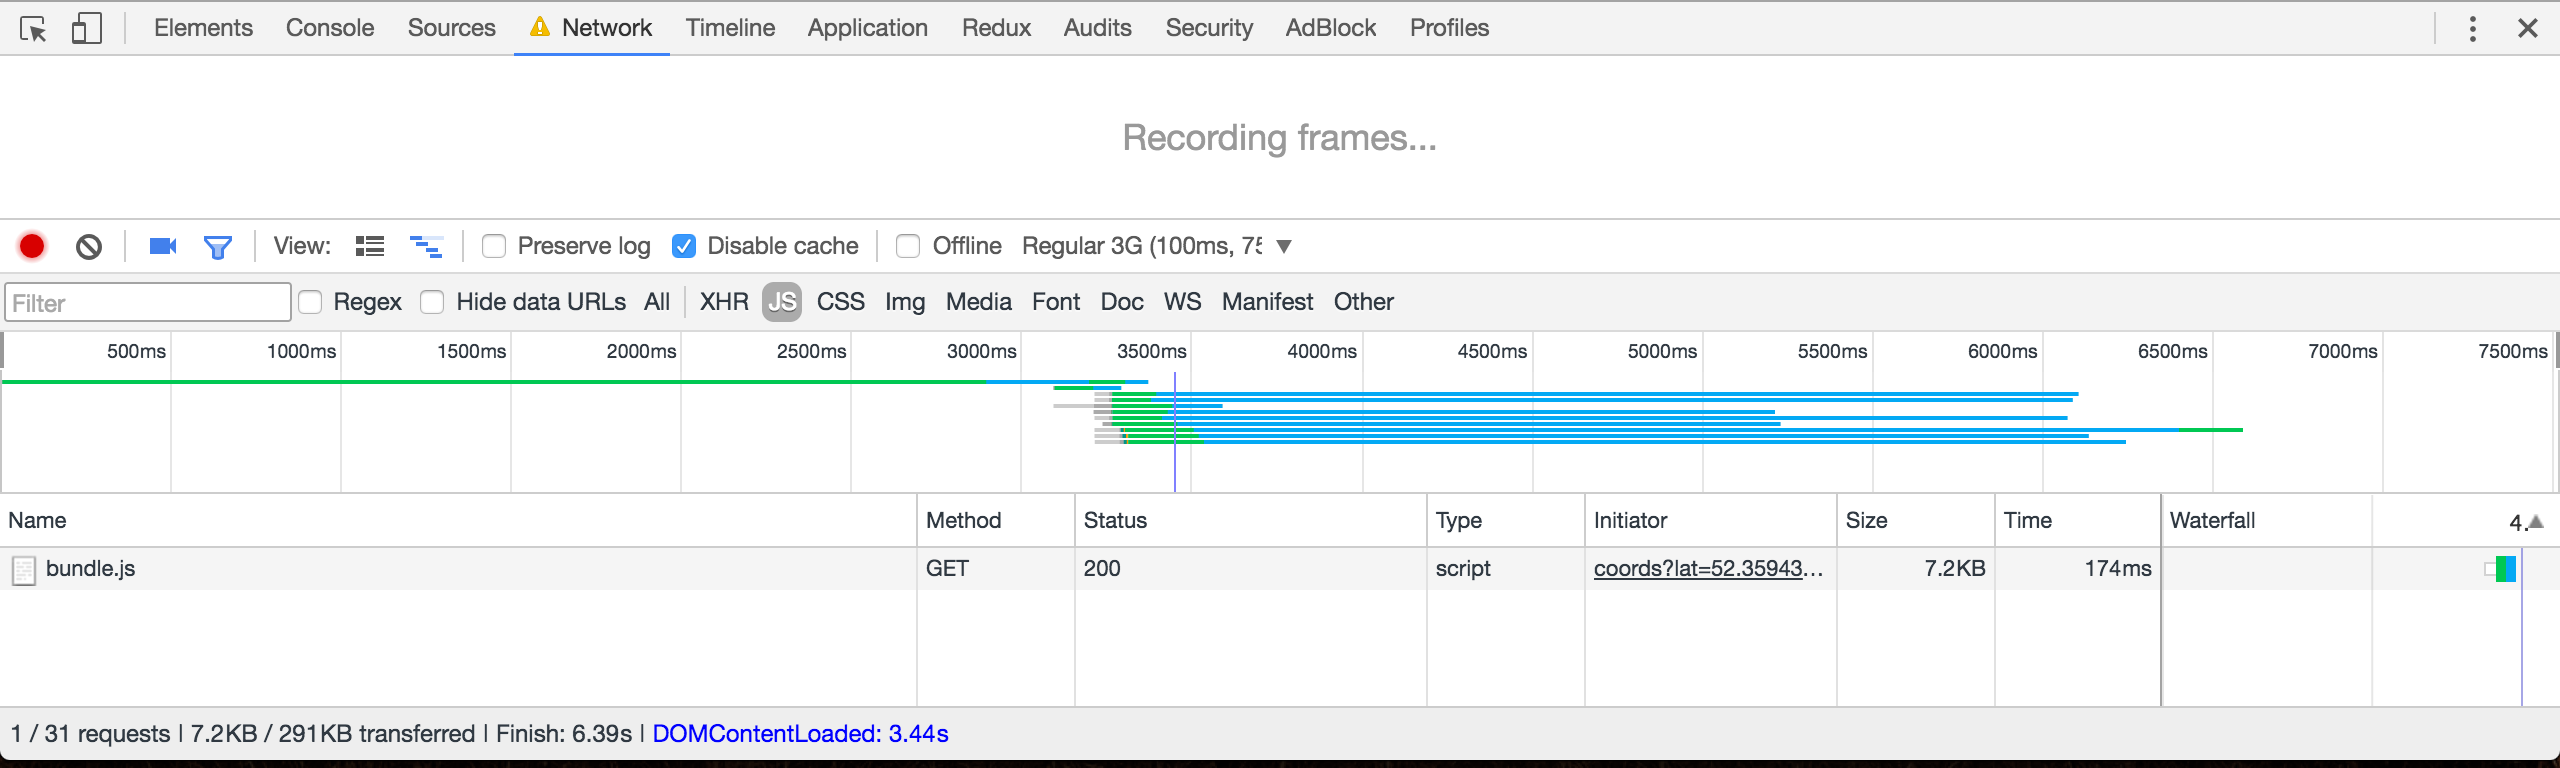 Elements Console Sources Network Timeline Application Redux Audits Security AdBlock Profiles
Recording frames...
View: Preserve log Disable cache Offline Regular 3G (100ms, 75
Filter Regex Hide data URLs All XHR JS CSS Img Media Font Doc WS Manifest Other
500ms 1000ms 1500ms 2000ms 2500ms 3000ms 3500ms 4000ms 4500ms 5000ms 5500ms 6000ms 6500ms 7000ms 7500ms
Name Method Status Type Initiator Size Time Waterfall 4.
bundle.js GET 200 script coords?lat=52.35943... 7.2KB 174ms
1 / 31 requests | 7.2KB / 291KB transferred | Finish: 6.39s | DOMContentLoaded: 3.44s